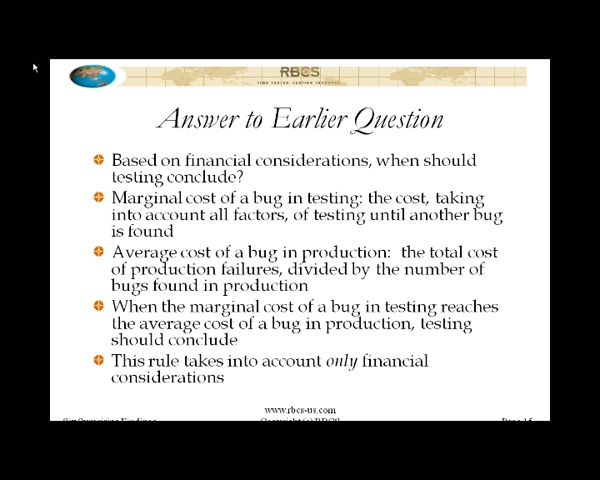 RBCS
Answer to Earlier Question
Based on financial considerations, when should
testing conclude?
Marginal cost of a bug in testing: the cost, taking
into account all factors, of testing until another bug
is found
Average cost of a bug in production: the total cost
of production failures, divided by the number of
bugs found in production
When the marginal cost of a bug in testing reaches
the average cost of a bug in production, testing
should conclude
This rule takes into account only financial
considerations
www.rbcs-us.com